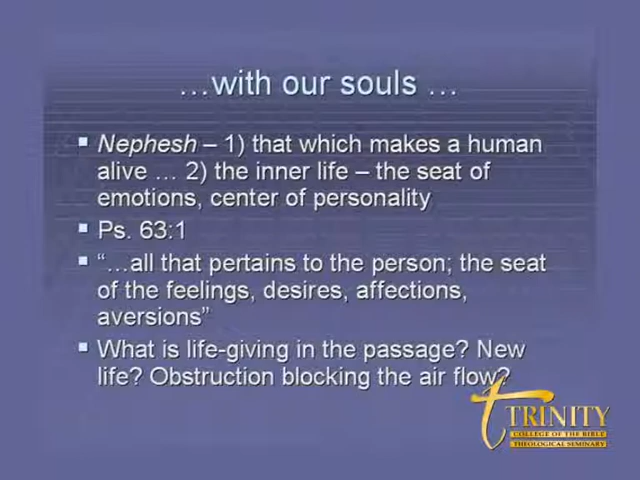 …with our souls …
▪ Nephesh – 1) that which makes a human
alive … 2) the inner life – the seat of
emotions, center of personality
▪ Ps. 63:1
▪ “…all that pertains to the person; the seat
of the feelings, desires, affections,
aversions”
▪ What is life-giving in the passage? New
life? Obstruction blocking the air flow?
TRINITY
COLLEGE OF THE BIBLE
THEOLOGICAL SEMINARY